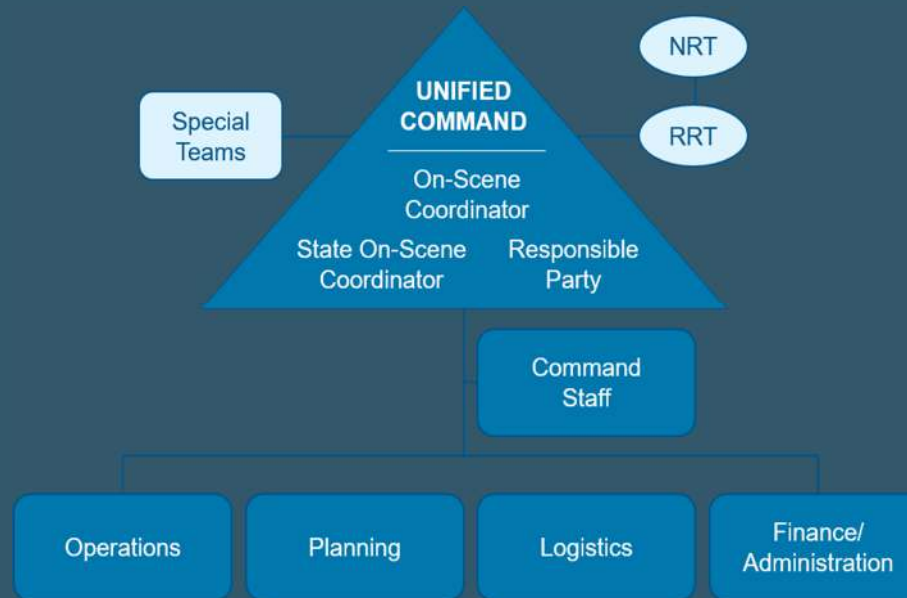 NRT
UNIFIED
COMMAND
Special
Teams
RRT
On-Scene
Coordinator
State On-Scene
Coordinator
Responsible
Party
Command
Staff
Operations
Planning
Logistics
Finance/
Administration